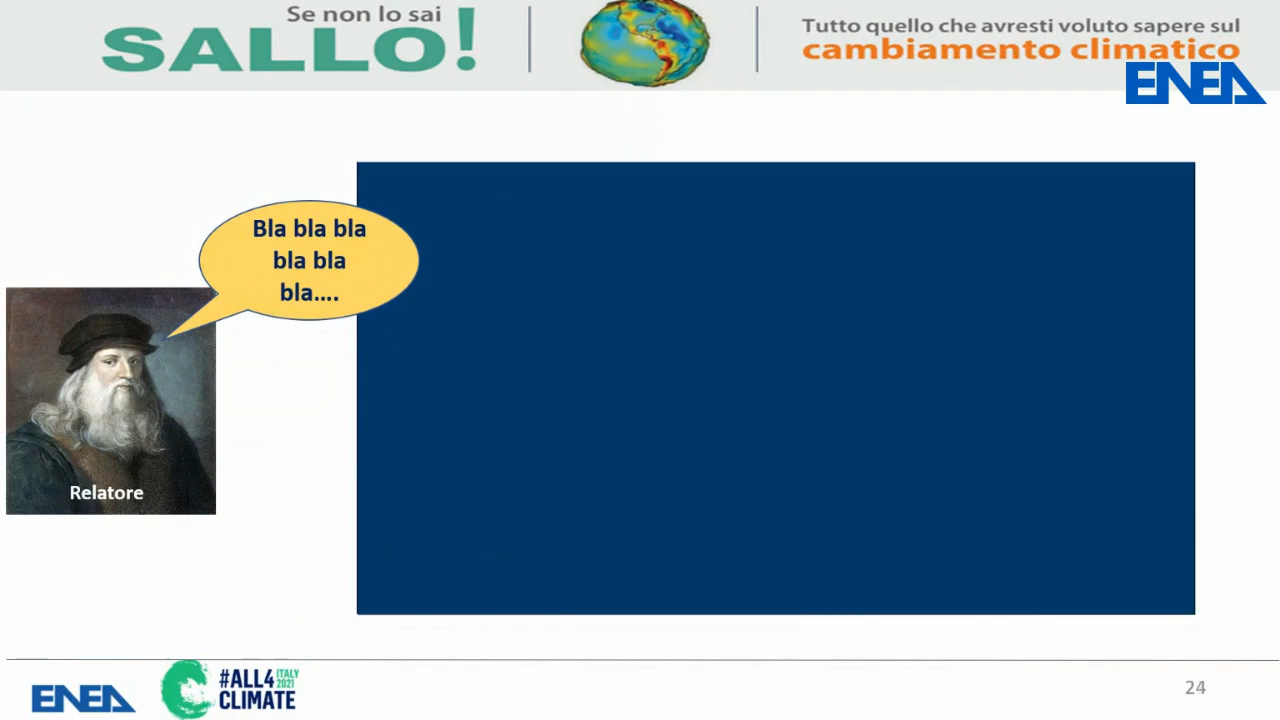 Se non lo sai
SALLO!
Tutto quello che avresti voluto sapere sul
cambiamento climatico
ENEA
Bla bla bla
bla bla
bla....
Relatore
ENEA
#ALL4 ITALY 2021
CLIMATE
24